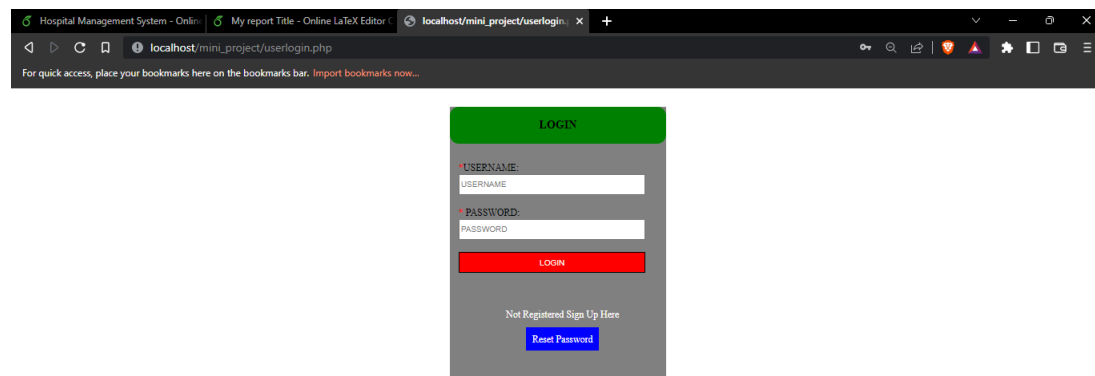 Hospital Management System - Online
My report Title - Online LaTeX Editor
localhost/mini_project/userlogin.
localhost/mini_project/userlogin.php
For quick access, place your bookmarks here on the bookmarks bar. Import bookmarks now...
LOGIN
*USERNAME:
USERNAME
* PASSWORD:
PASSWORD
LOGIN
Not Registered Sign Up Here
Reset Password